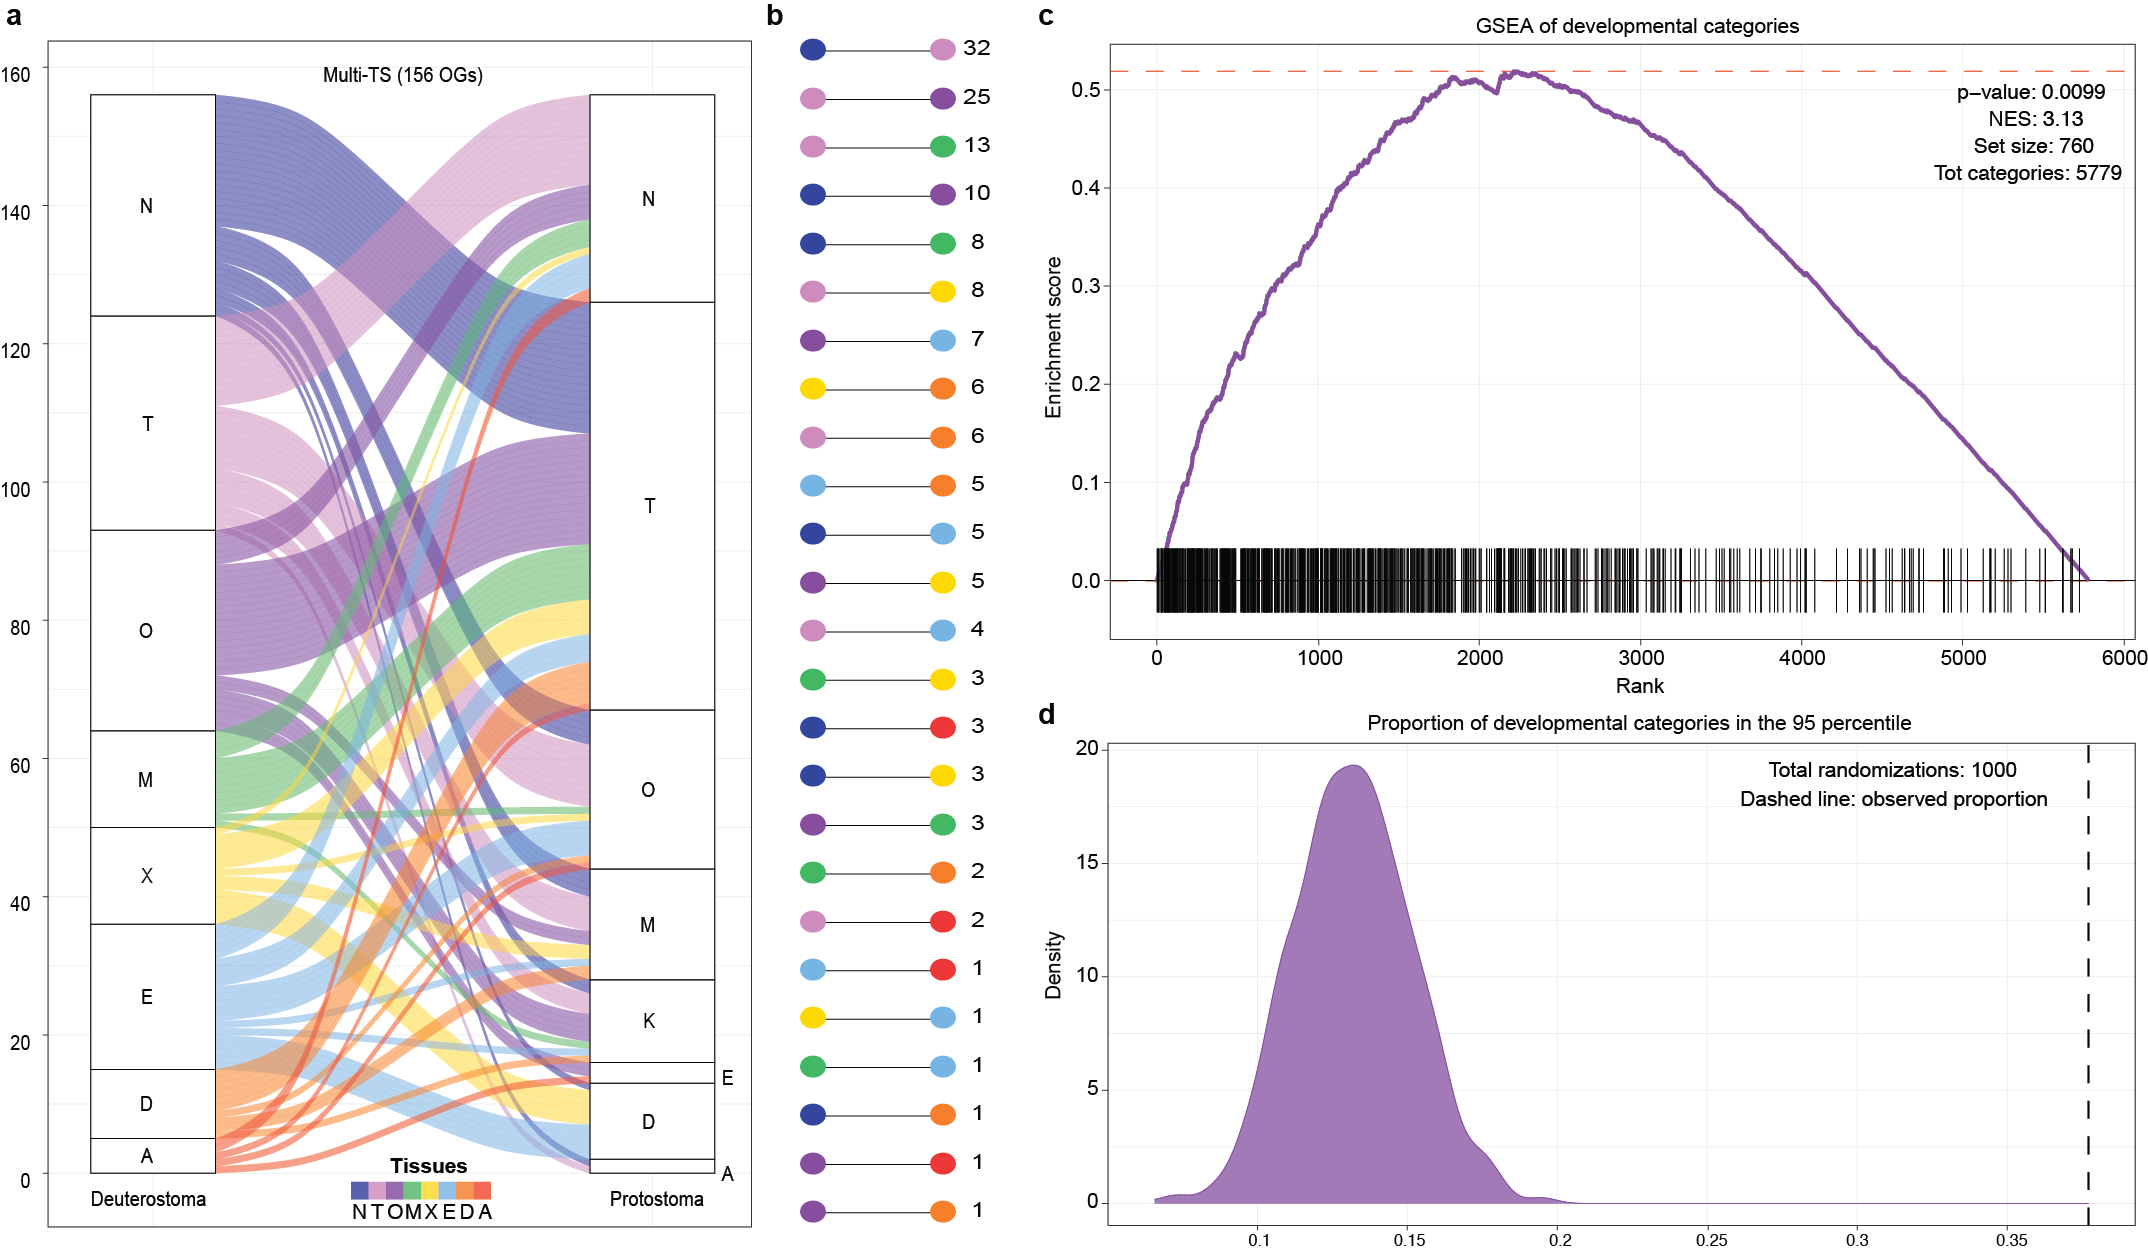 a
160
140
120
100
80
60
40
20
0
Multi-TS (156 OGs)
N
T
O
M
X
E
D
A
N
T
O
M
K
E
D
A
Deuterostoma
Protostoma
Tissues
N T O M X E D A
b
32
25
13
10
8
8
7
6
6
5
5
5
4
3
3
3
3
2
2
1
1
1
1
1
1
c
GSEA of developmental categories
p-value: 0.0099
NES: 3.13
Set size: 760
Tot categories: 5779
Enrichment score
0.5
0.4
0.3
0.2
0.1
0.0
0 1000 2000 3000 4000 5000 6000
Rank
d
Proportion of developmental categories in the 95 percentile
Total randomizations: 1000
Dashed line: observed proportion
Density
20
15
10
5
0
0.1 0.15 0.2 0.25 0.3 0.35